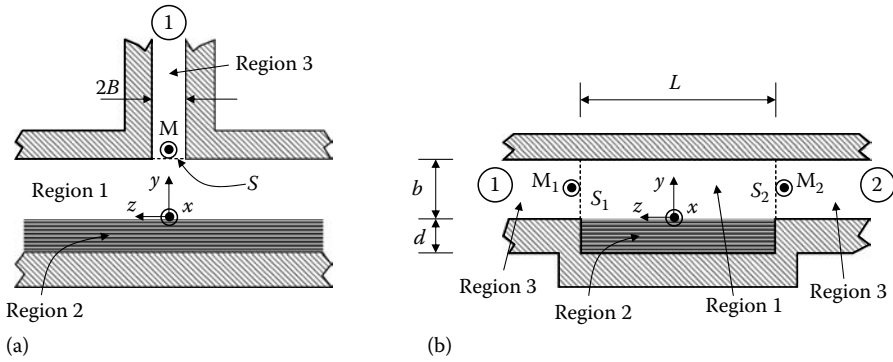 1
Region 3
2B
M
S
Region 1
y
z
x
Region 2
(a)
L
1
M1
S1
y
S2
M2
2
b
z
x
d
Region 3
Region 2
Region 1
Region 3
(b)